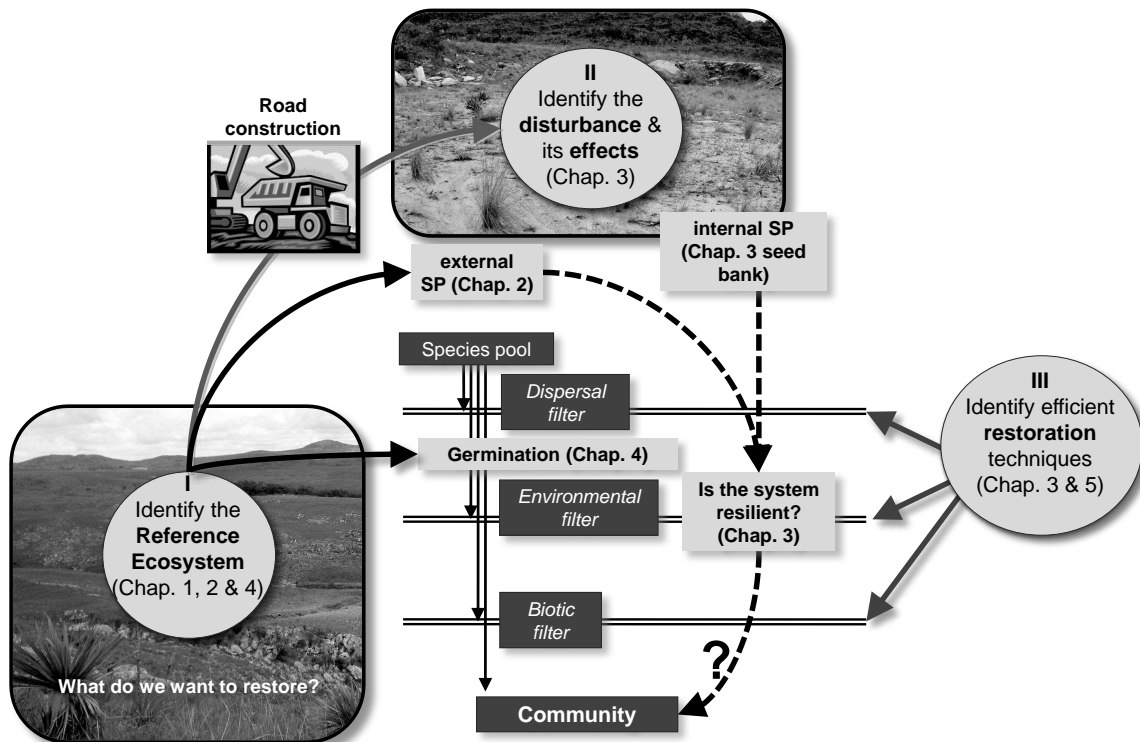 II
Identify the
disturbance &
its effects
(Chap. 3)
Road
construction
internal SP
(Chap. 3 seed
bank)
external
SP (Chap. 2)
Species pool
Dispersal
filter
III
Identify efficient
restoration
techniques
(Chap. 3 & 5)
Germination (Chap. 4)
I
Identify the
Reference
Ecosystem
(Chap. 1, 2 & 4)
Environmental
filter
Is the system
resilient?
(Chap. 3)
Biotic
filter
?
What do we want to restore?
Community